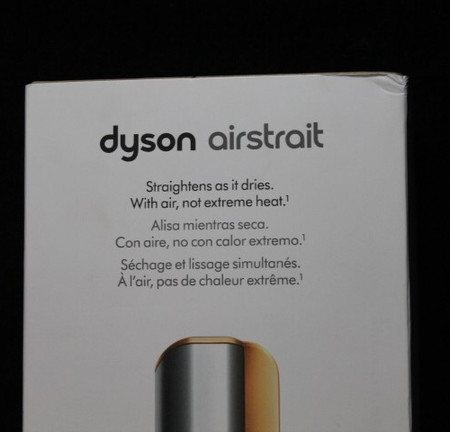 dyson airstrait
Straightens as it dries.
With air, not extreme heat.¹
Alisa mientras seca.
Con aire, no con calor extremo.¹
Séchage et lissage simultanés.
À l'air, pas de chaleur extrême.¹